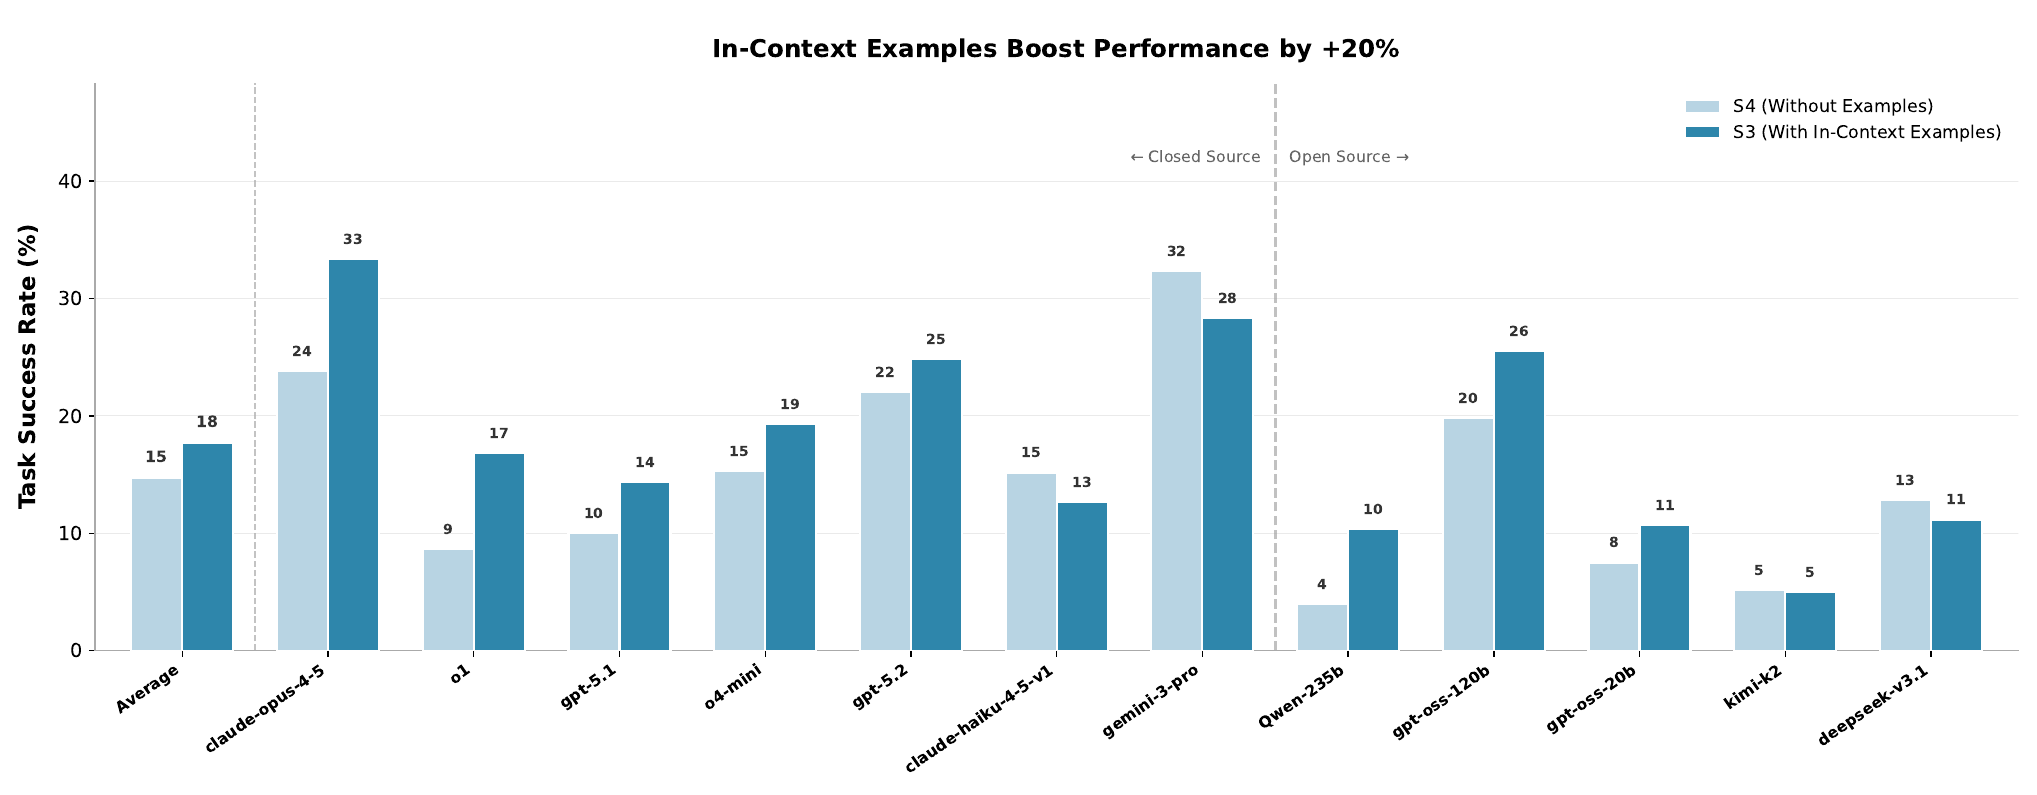 In-Context Examples Boost Performance by +20%
S4 (Without Examples)
S3 (With In-Context Examples)
← Closed Source
Open Source →
Task Success Rate (%)
40
30
20
10
0
15
18
24
33
9
17
10
14
15
19
22
25
15
13
32
28
4
10
20
26
8
11
5
5
13
11
Average
claude-opus-4-5
o1
gpt-5.1
o4-mini
gpt-5.2
claude-haiku-4-5-v1
gemini-3-pro
Qwen-235b
gpt-oss-120b
gpt-oss-20b
kimi-k2
deepseek-v3.1